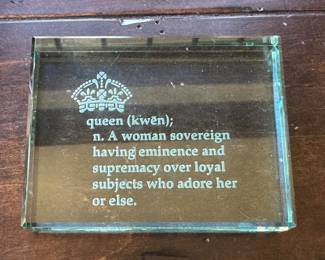 queen (kwēn);
n. A woman sovereign
having eminence and
supremacy over loyal
subjects who adore her
or else.